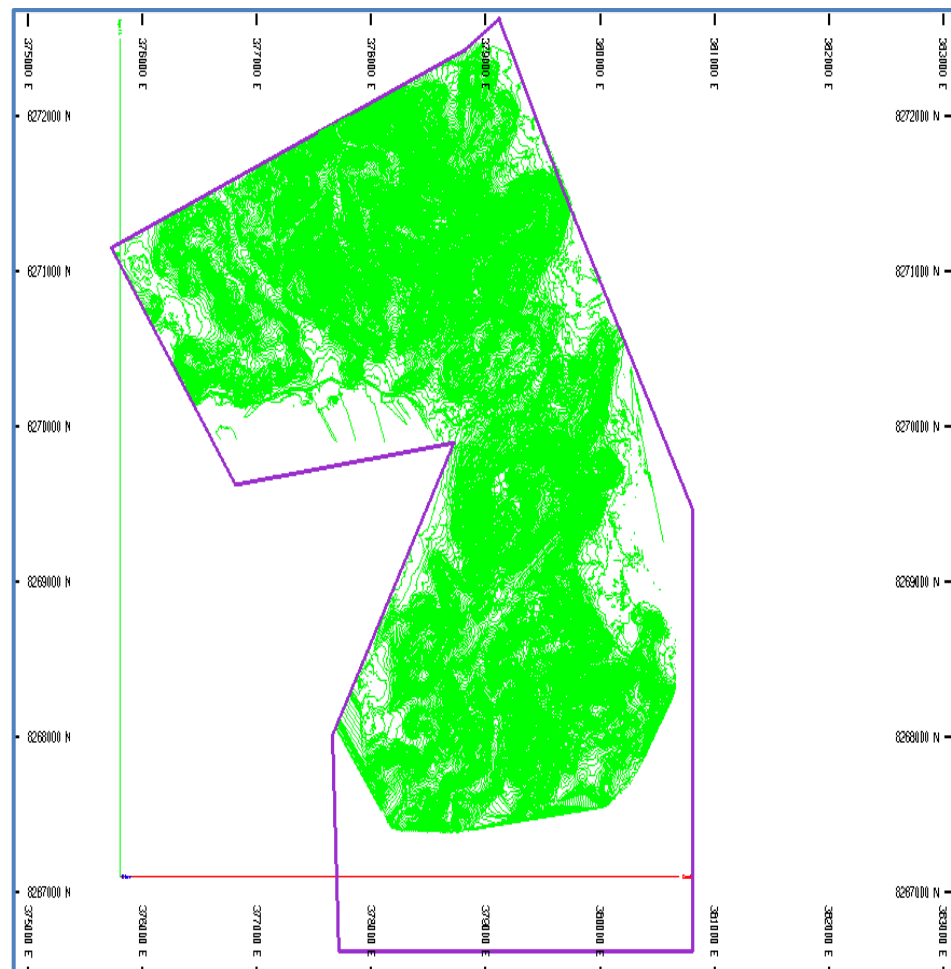 375000 E
376000 E
377000 E
378000 E
379000 E
380000 E
381000 E
382000 E
383000 E
8272000 N
8272000 N
8271000 N
8271000 N
8270000 N
8270000 N
8269000 N
8269000 N
8268000 N
8268000 N
8267000 N
8267000 N
375000 E
376000 E
377000 E
378000 E
379000 E
380000 E
381000 E
382000 E
383000 E